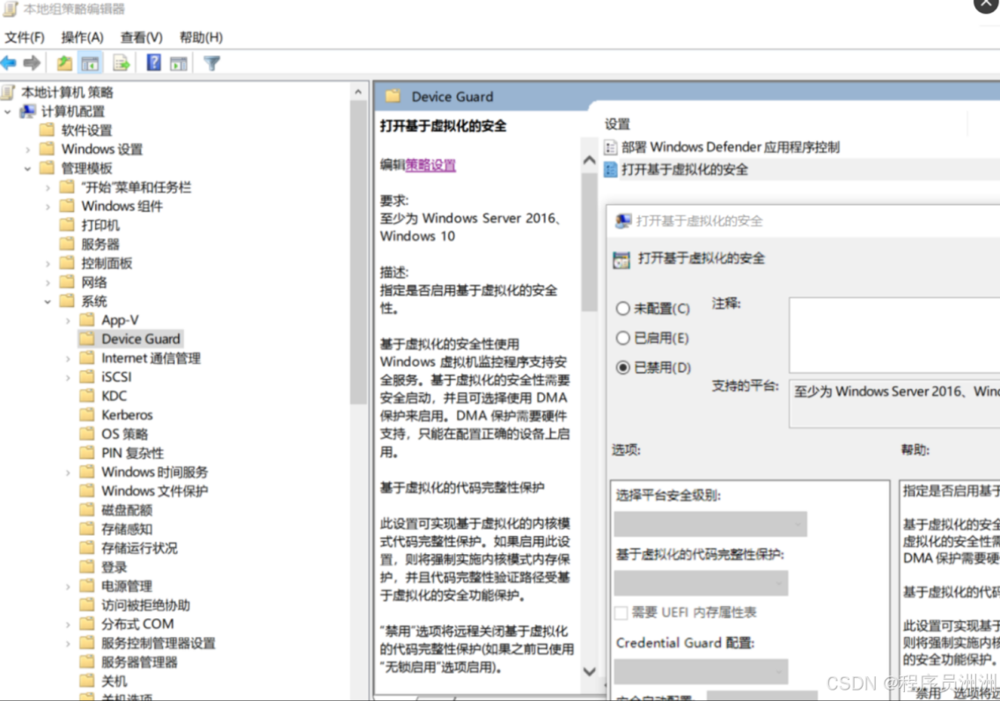 本地组策略编辑器
文件(F) 操作(A) 查看(V) 帮助(H)
本地计算机 策略
计算机配置
软件设置
Windows 设置
管理模板
"开始"菜单和任务栏
Windows 组件
打印机
服务器
控制面板
网络
系统
App-V
Device Guard
Internet 通信管理
iSCSI
KDC
Kerberos
OS 策略
PIN 复杂性
Windows 时间服务
Windows 文件保护
磁盘配额
存储感知
存储运行状况
登录
电源管理
访问被拒绝协助
分布式 COM
服务控制管理器设置
服务器管理器
关机
关机选项
Device Guard
打开基于虚拟化的安全
编辑策略设置
要求:
至少为 Windows Server 2016、
Windows 10
描述:
指定是否启用基于虚拟化的安全
性。
基于虚拟化的安全性使用
Windows 虚拟机监控程序支持安
全服务。基于虚拟化的安全性需要
安全启动，并且可选择使用 DMA
保护来启用。DMA 保护需要硬件
支持，只能在配置正确的设备上启
用。
基于虚拟化的代码完整性保护
此设置可实现基于虚拟化的内核模
式代码完整性保护。如果启用此设
置，则将强制实施内核模式内存保
护，并且代码完整性验证路径受基
于虚拟化的安全功能保护。
"禁用"选项将远程关闭基于虚拟化
的代码完整性保护(如果之前已使用
"无锁启用"选项启用)。
设置
部署 Windows Defender 应用程序控制
打开基于虚拟化的安全
打开基于虚拟化的安全
打开基于虚拟化的安全
未配置(C)
已启用(E)
已禁用(D)
注释:
支持的平台:
至少为 Windows Server 2016、Winc
选项:
选择平台安全级别:
基于虚拟化的代码完整性保护:
需要 UEFI 内存属性表
Credential Guard 配置:
安全启动配置:
帮助:
指定是否启用基于
基于虚拟化的安全
虚拟化的安全性需
DMA 保护需要硬
基于虚拟化的代码
此设置可实现基于
则将强制实施内核
的安全功能保护。
"禁用"选项将远
CSDN @程序员洲洲